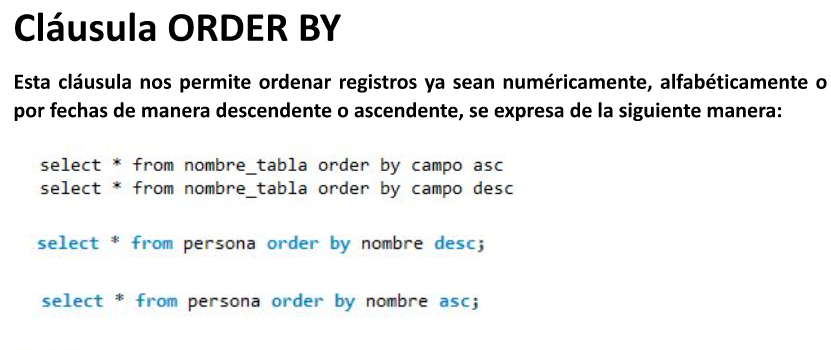 Cláusula ORDER BY
Esta cláusula nos permite ordenar registros ya sean numéricamente, alfabéticamente o
por fechas de manera descendente o ascendente, se expresa de la siguiente manera:
select * from nombre_tabla order by campo asc
select * from nombre_tabla order by campo desc
select * from persona order by nombre desc;
select * from persona order by nombre asc;